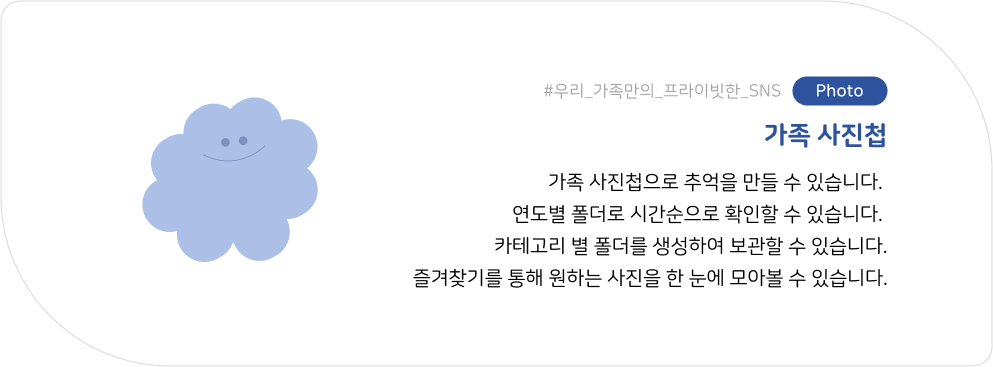 #우리_가족만의_프라이빗한_SNS Photo
가족 사진첩
가족 사진첩으로 추억을 만들 수 있습니다.
연도별 폴더로 시간순으로 확인할 수 있습니다.
카테고리 별 폴더를 생성하여 보관할 수 있습니다.
즐겨찾기를 통해 원하는 사진을 한 눈에 모아볼 수 있습니다.